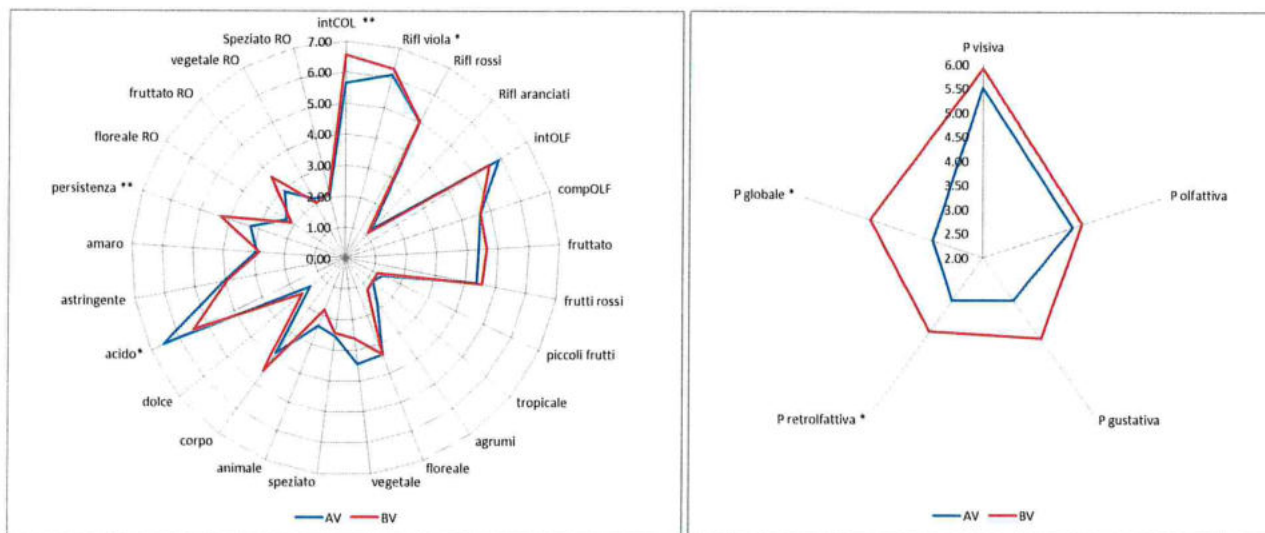 intCOL **
Rifl viola *
Rifl rossi
Rifl aranciati
intOLF
compOLF
fruttato
frutti rossi
piccoli frutti
tropicale
agrumi
floreale
vegetale
speziato
animale
corpo
dolce
acido*
astringente
amaro
persistenza **
floreale RO
fruttato RO
vegetale RO
Speziato RO
7.00
6.00
5.00
4.00
3.00
2.00
1.00
0.00
AV BV
P visiva
P olfattiva
P gustativa
P retrolfattiva *
P globale *
6.00
5.50
5.00
4.50
4.00
3.50
3.00
2.50
2.00
AV BV